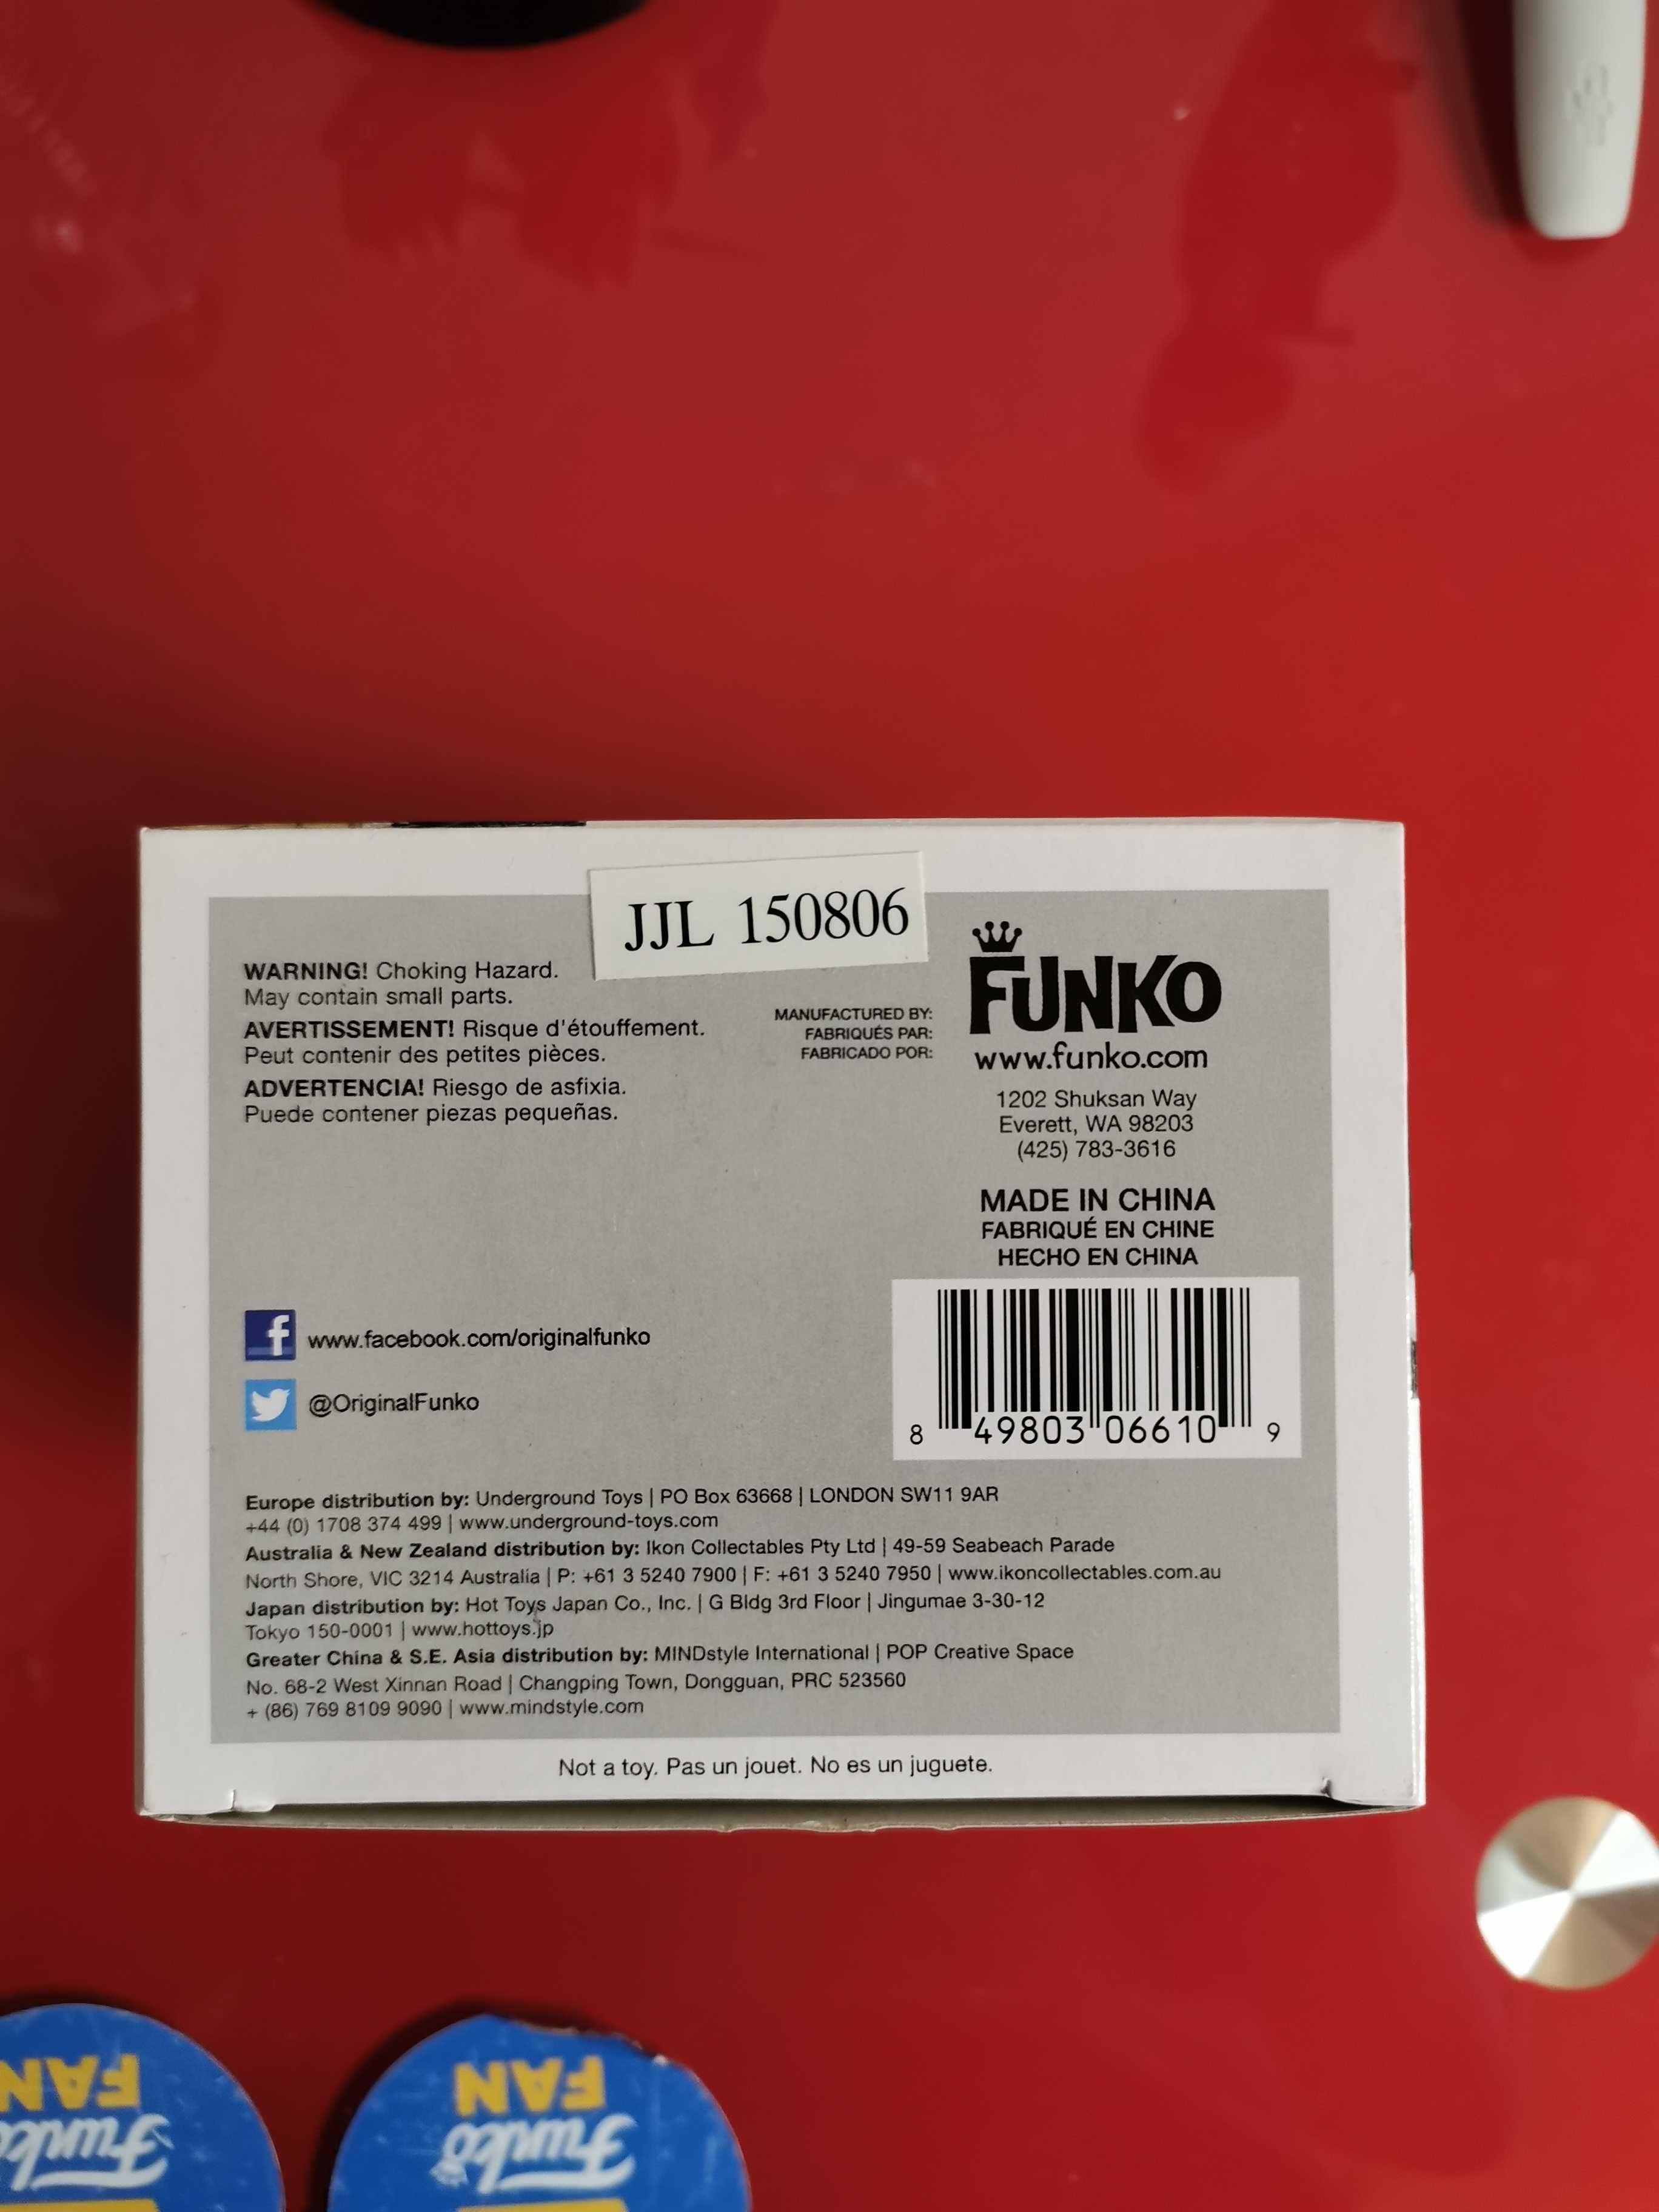 JJL 150806
WARNING! Choking Hazard.
May contain small parts.
AVERTISSEMENT! Risque d'étouffement.
Peut contenir des petites pièces.
ADVERTENCIA! Riesgo de asfixia.
Puede contener piezas pequeñas.
MANUFACTURED BY:
FABRIQUÉS PAR:
FABRICADO POR:
FUNKO
www.funko.com
1202 Shuksan Way
Everett, WA 98203
(425) 783-3616
MADE IN CHINA
FABRIQUÉ EN CHINE
HECHO EN CHINA
www.facebook.com/originalfunko
@OriginalFunko
8 49803 06610 9
Europe distribution by: Underground Toys | PO Box 63668 | LONDON SW11 9AR
+44 (0) 1708 374 499 | www.underground-toys.com
Australia & New Zealand distribution by: Ikon Collectables Pty Ltd | 49-59 Seabeach Parade
North Shore, VIC 3214 Australia | P: +61 3 5240 7900 | F: +61 3 5240 7950 | www.ikoncollectables.com.au
Japan distribution by: Hot Toys Japan Co., Inc. | G Bldg 3rd Floor | Jingumae 3-30-12
Tokyo 150-0001 | www.hottoys.jp
Greater China & S.E. Asia distribution by: MINDstyle International | POP Creative Space
No. 68-2 West Xinnan Road | Changping Town, Dongguan, PRC 523560
+ (86) 769 8109 9090 | www.mindstyle.com
Not a toy. Pas un jouet. No es un juguete.
Funko
FAN
Funko
FAN